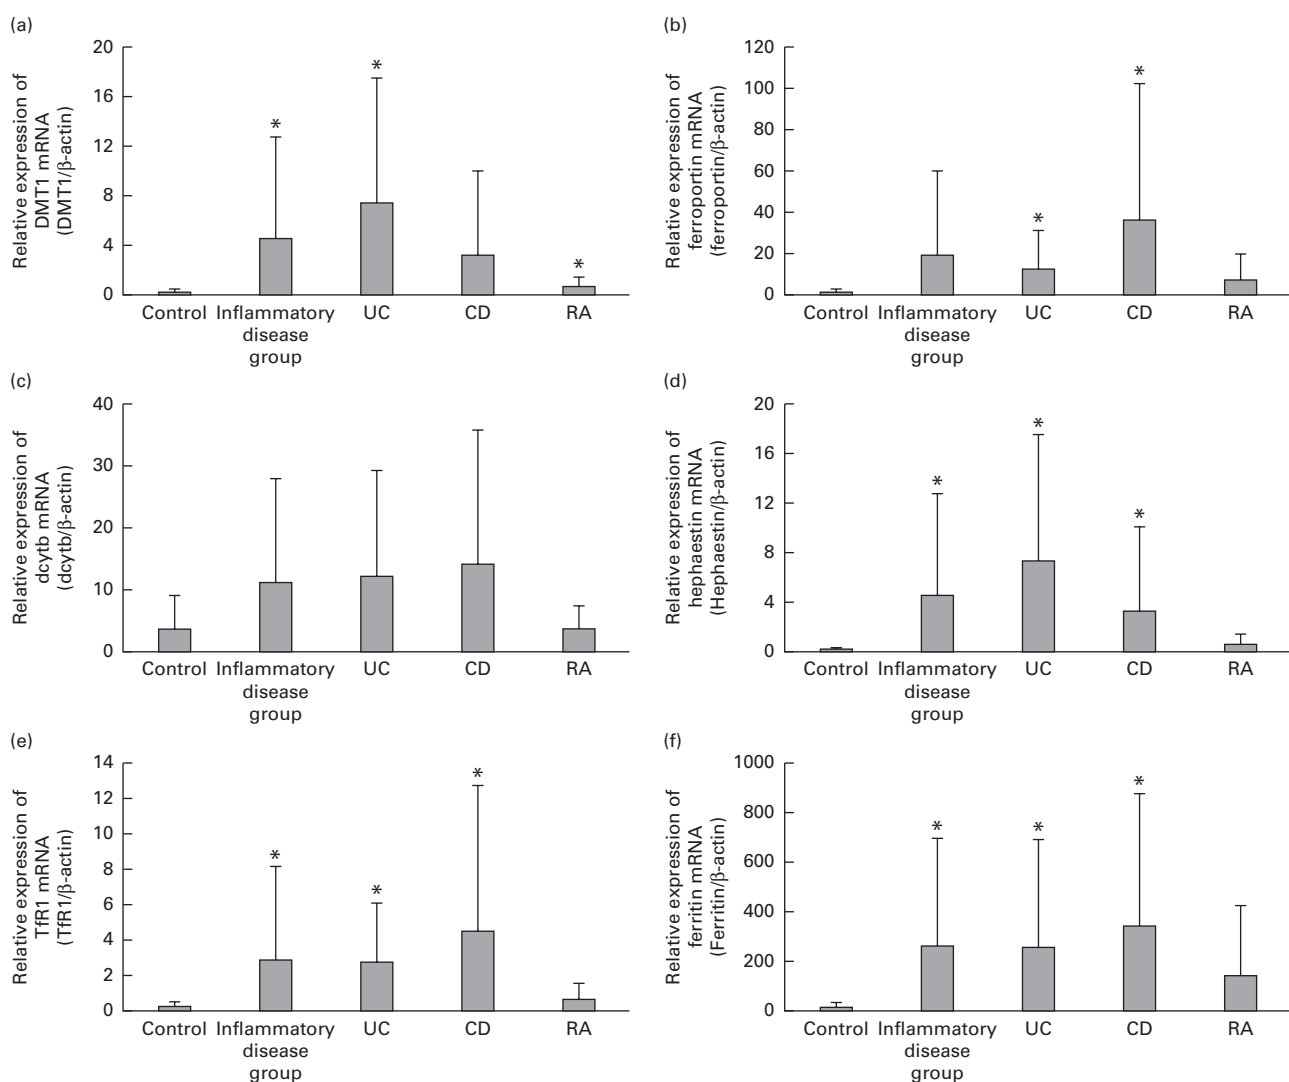 (a)
Relative expression of
DMT1 mRNA
(DMT1/β-actin)
20
16
12
8
4
0
*
*
*
Control
Inflammatory
disease
group
UC
CD
RA
(b)
Relative expression of
ferroportin mRNA
(ferroportin/β-actin)
120
100
80
60
40
20
0
*
*
Control
Inflammatory
disease
group
UC
CD
RA
(c)
Relative expression of
dcytb mRNA
(dcytb/β-actin)
40
30
20
10
0
Control
Inflammatory
disease
group
UC
CD
RA
(d)
Relative expression of
hephaestin mRNA
(Hephaestin/β-actin)
20
16
12
8
4
0
*
*
*
Control
Inflammatory
disease
group
UC
CD
RA
(e)
Relative expression of
TfR1 mRNA
(TfR1/β-actin)
14
12
10
8
6
4
2
0
*
*
*
Control
Inflammatory
disease
group
UC
CD
RA
(f)
Relative expression of
ferritin mRNA
(Ferritin/β-actin)
1000
800
600
400
200
0
*
*
*
Control
Inflammatory
disease
group
UC
CD
RA